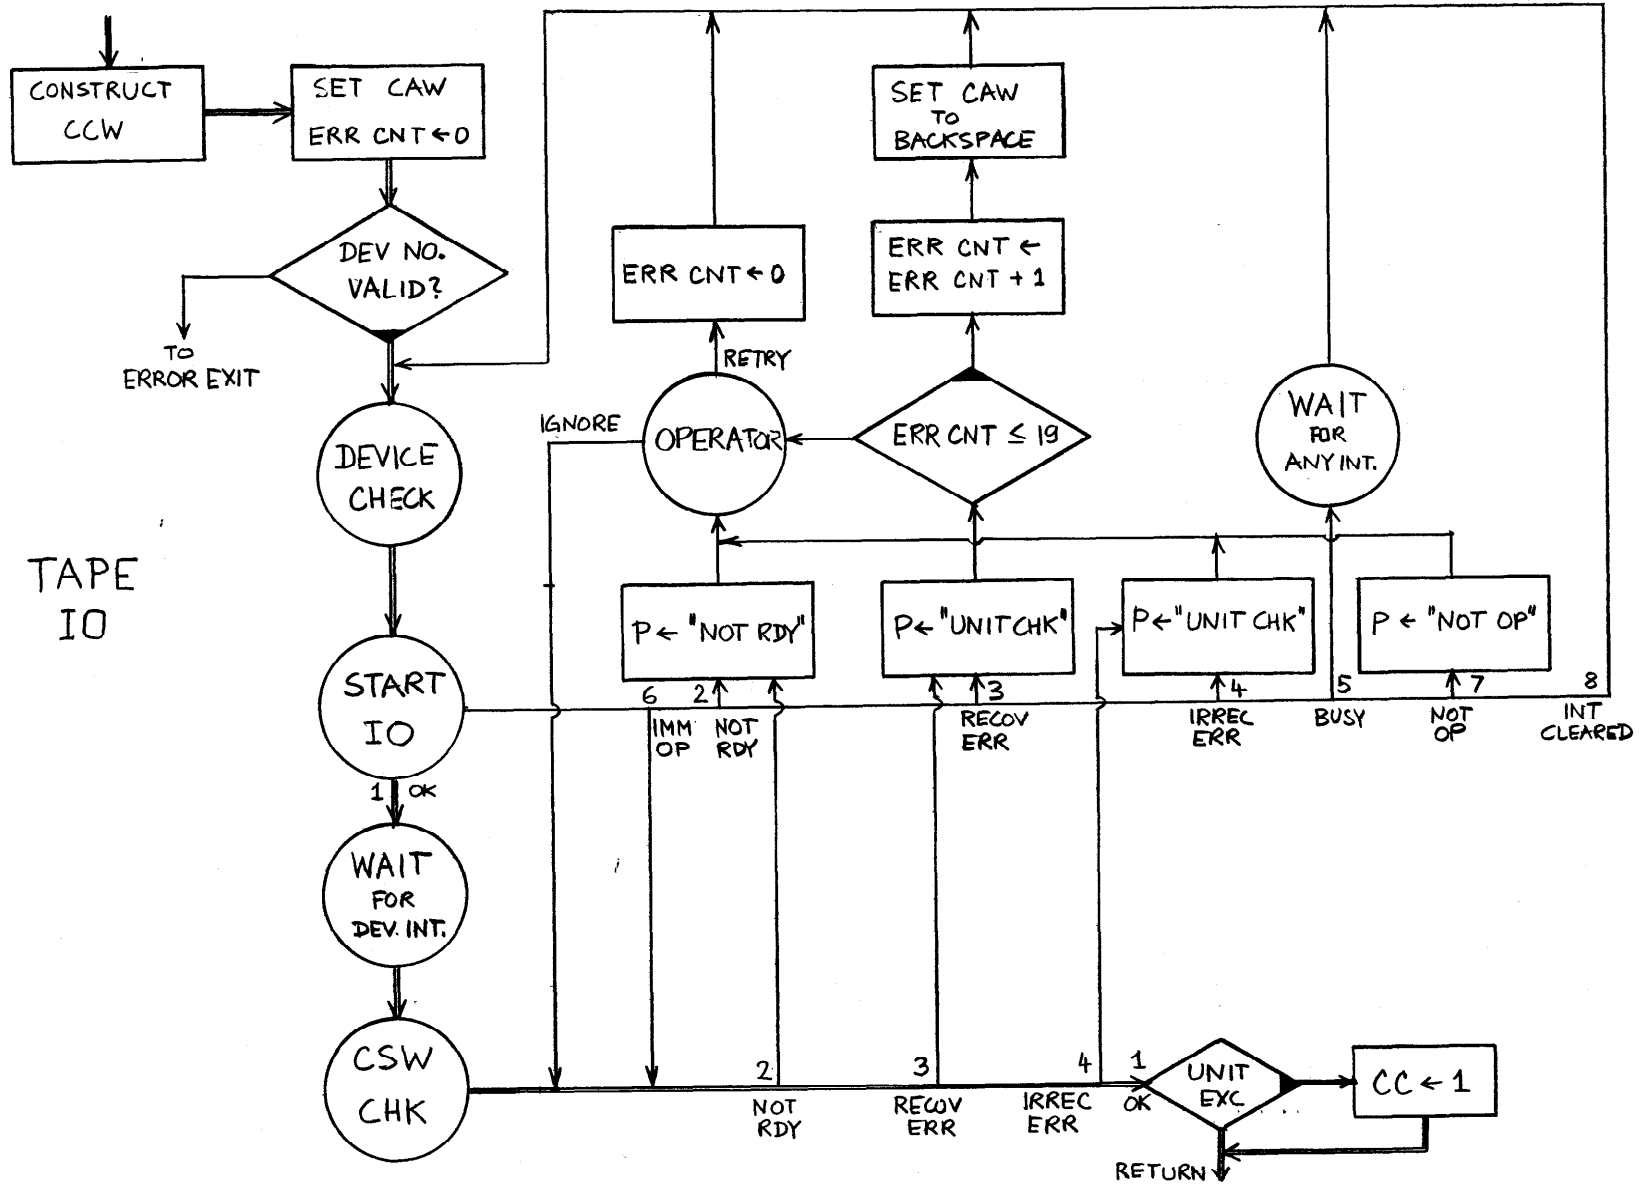 CONSTRUCT
CCW
SET CAW
ERR CNT ← 0
SET CAW
TO
BACKSPACE
DEV NO.
VALID?
ERR CNT ← 0
ERR CNT ←
ERR CNT + 1
TO
ERROR EXIT
RETRY
IGNORE
OPERATOR
ERR CNT ≤ 19
WAIT
FOR
ANY INT.
DEVICE
CHECK
TAPE
IO
P ← "NOT RDY"
P ← "UNIT CHK"
P ← "UNIT CHK"
P ← "NOT OP"
START
IO
6
IMM
OP
2
NOT
RDY
3
RECOV
ERR
4
IRREC
ERR
5
BUSY
7
NOT
OP
8
INT
CLEARED
1 OK
WAIT
FOR
DEV. INT.
CSW
CHK
2
NOT
RDY
3
RECOV
ERR
4
IRREC
ERR
1
OK
UNIT
EXC
CC ← 1
RETURN